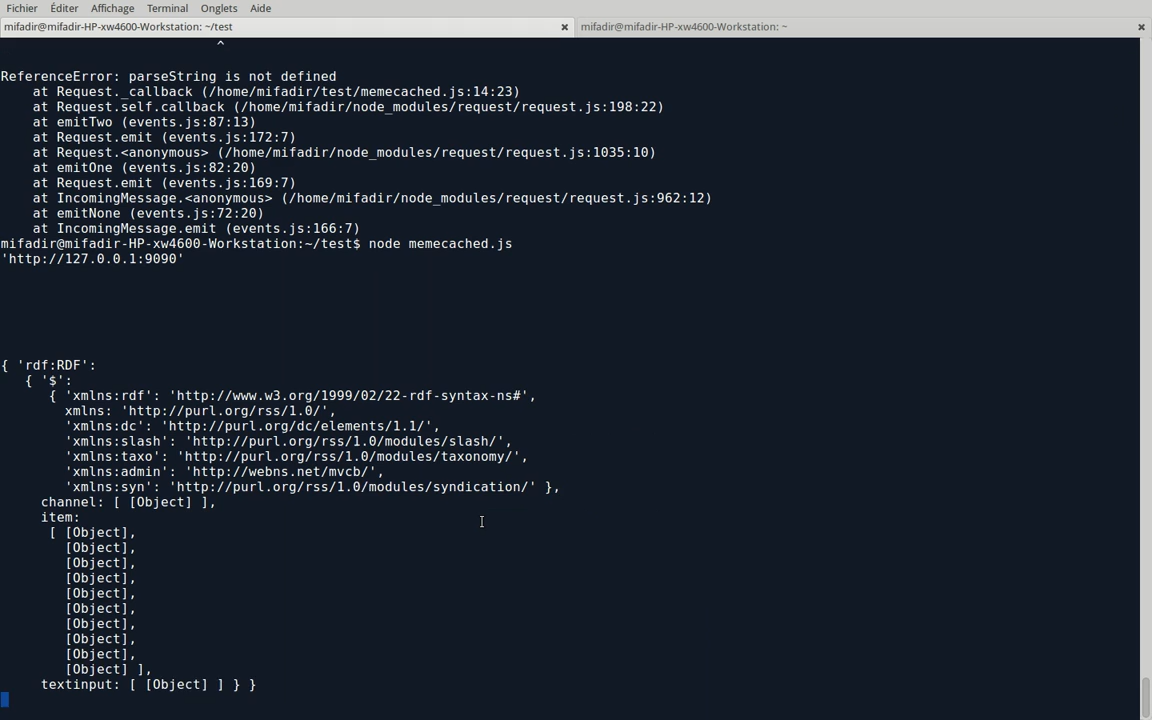 Fichier Éditer Affichage Terminal Onglets Aide
mifadir@mifadir-HP-xw4600-Workstation: ~/test
mifadir@mifadir-HP-xw4600-Workstation: ~
^
ReferenceError: parseString is not defined
    at Request._callback (/home/mifadir/test/memecached.js:14:23)
    at Request.self.callback (/home/mifadir/node_modules/request/request.js:198:22)
    at emitTwo (events.js:87:13)
    at Request.emit (events.js:172:7)
    at Request.<anonymous> (/home/mifadir/node_modules/request/request.js:1035:10)
    at emitOne (events.js:82:20)
    at Request.emit (events.js:169:7)
    at IncomingMessage.<anonymous> (/home/mifadir/node_modules/request/request.js:962:12)
    at emitNone (events.js:72:20)
    at IncomingMessage.emit (events.js:166:7)
mifadir@mifadir-HP-xw4600-Workstation:~/test$ node memecached.js
'http://127.0.0.1:9090'
{ 'rdf:RDF':
   { '$':
      { 'xmlns:rdf': 'http://www.w3.org/1999/02/22-rdf-syntax-ns#',
        xmlns: 'http://purl.org/rss/1.0/',
        'xmlns:dc': 'http://purl.org/dc/elements/1.1/',
        'xmlns:slash': 'http://purl.org/rss/1.0/modules/slash/',
        'xmlns:taxo': 'http://purl.org/rss/1.0/modules/taxonomy/',
        'xmlns:admin': 'http://webns.net/mvcb/',
        'xmlns:syn': 'http://purl.org/rss/1.0/modules/syndication/' },
     channel: [ [Object] ],
     item:
      [ [Object],
        [Object],
        [Object],
        [Object],
        [Object],
        [Object],
        [Object],
        [Object],
        [Object],
        [Object] ],
     textinput: [ [Object] ] } }